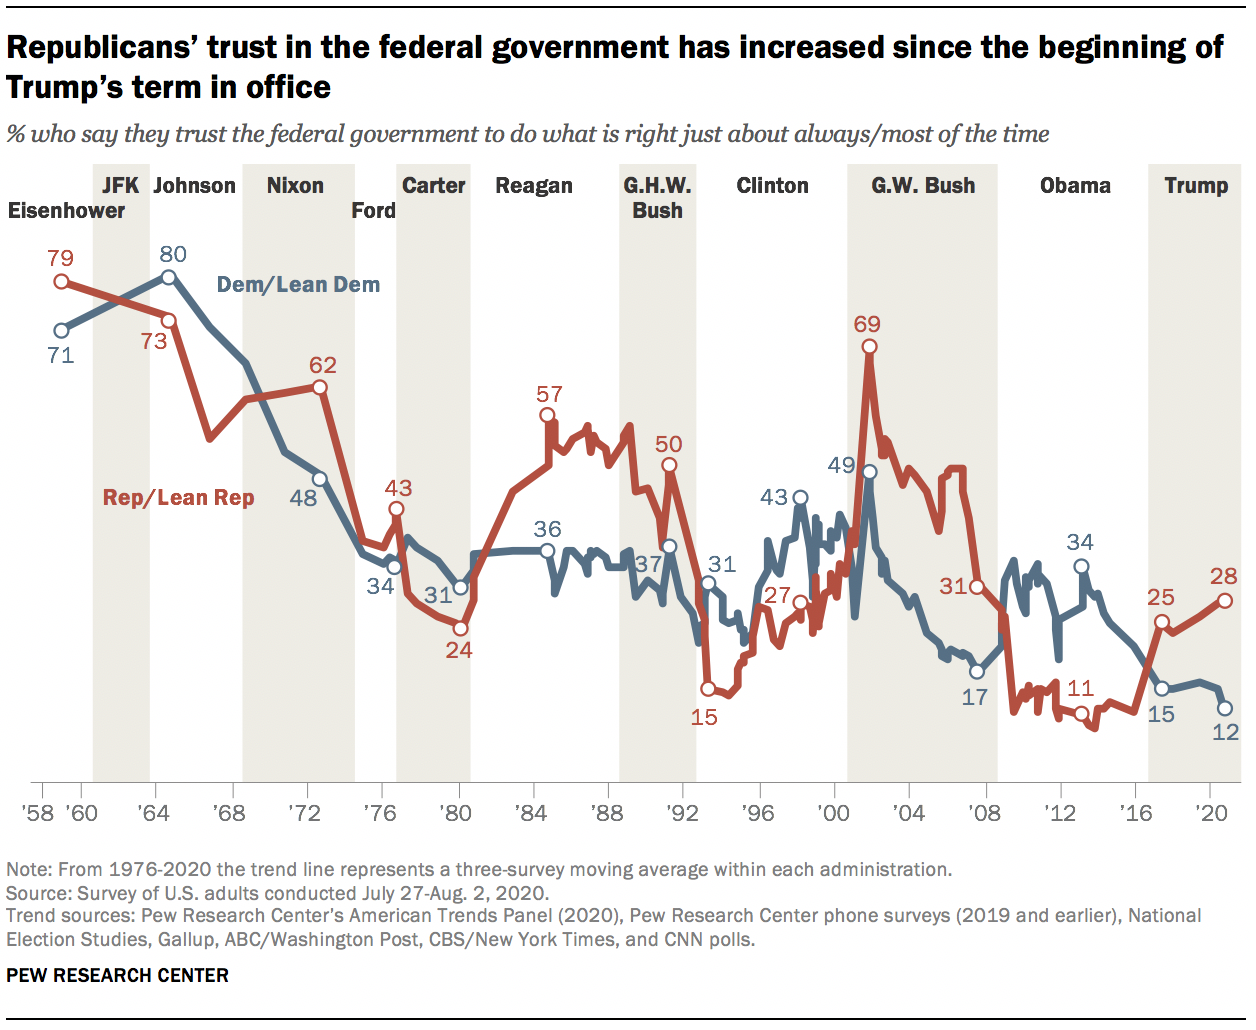 Republicans’ trust in the federal government has increased since the beginning of
Trump’s term in office
% who say they trust the federal government to do what is right just about always/most of the time
JFK Johnson Nixon Carter Reagan G.H.W. Clinton G.W. Bush Obama Trump
Eisenhower Ford Bush
79
80
Dem/Lean Dem
71
73
62
69
57
50
49
Rep/Lean Rep
48
43
43
36
37
34
34
31
31
31
28
27
25
24
17
15
15
12
11
’58 ’60 ’64 ’68 ’72 ’76 ’80 ’84 ’88 ’92 ’96 ’00 ’04 ’08 ’12 ’16 ’20
Note: From 1976-2020 the trend line represents a three-survey moving average within each administration.
Source: Survey of U.S. adults conducted July 27-Aug. 2, 2020.
Trend sources: Pew Research Center’s American Trends Panel (2020), Pew Research Center phone surveys (2019 and earlier), National
Election Studies, Gallup, ABC/Washington Post, CBS/New York Times, and CNN polls.
PEW RESEARCH CENTER